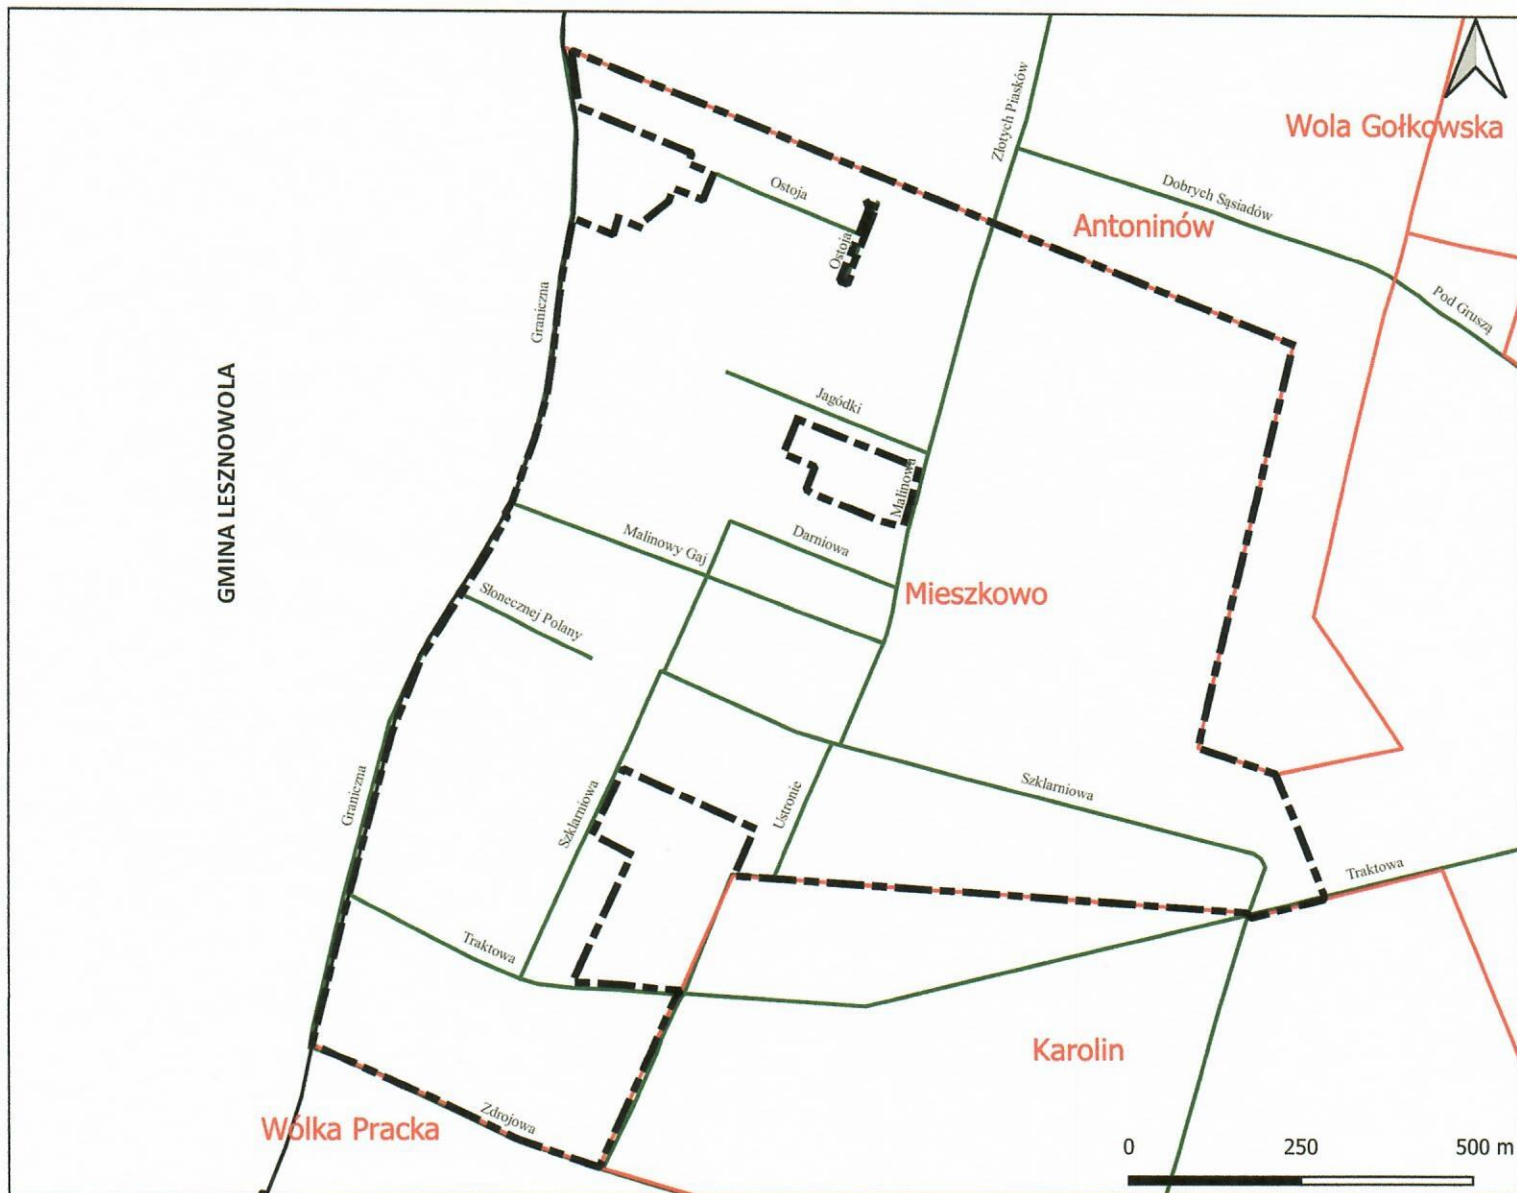 Złotych Piasków
Wola Gołkowska
Dobrych Sąsiadów
Ostoja
Antoninów
Ostoja
Pod Gruszą
Graniczna
GMINA LESZNOWOLA
Jagódki
Malinowa
Darniowa
Malinowy Gaj
Mieszkowo
Słonecznej Polany
Szklarniowa
Graniczna
Ustronie
Szklarniowa
Traktowa
Traktowa
Karolin
Zdrojowa
Wólka Pracka
0 250 500 m